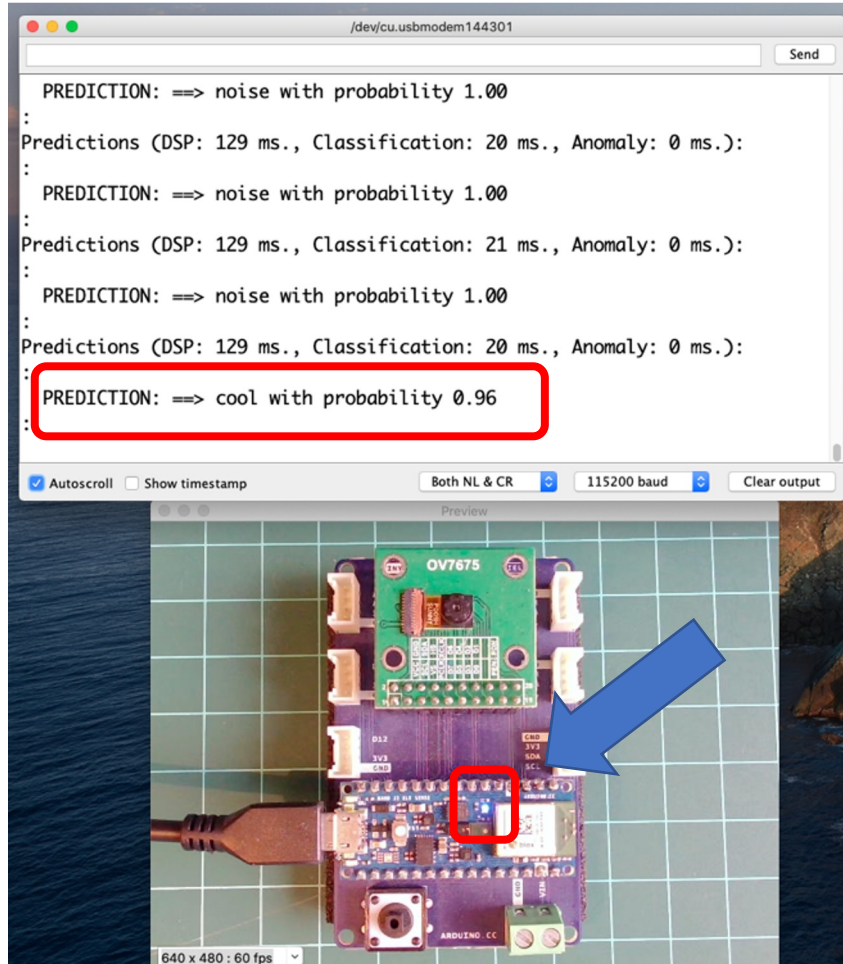 /dev/cu.usbmodem144301
Send
PREDICTION: ==> noise with probability 1.00
:
Predictions (DSP: 129 ms., Classification: 20 ms., Anomaly: 0 ms.):
:
PREDICTION: ==> noise with probability 1.00
:
Predictions (DSP: 129 ms., Classification: 21 ms., Anomaly: 0 ms.):
:
PREDICTION: ==> noise with probability 1.00
:
Predictions (DSP: 129 ms., Classification: 20 ms., Anomaly: 0 ms.):
:
PREDICTION: ==> cool with probability 0.96
:
Autoscroll Show timestamp Both NL & CR 115200 baud Clear output
Preview
OV7675
D12
3V3
GND
GND
3V3
SDA
SCL
GND
VIN
ARDUINO.CC
640 x 480 : 60 fps